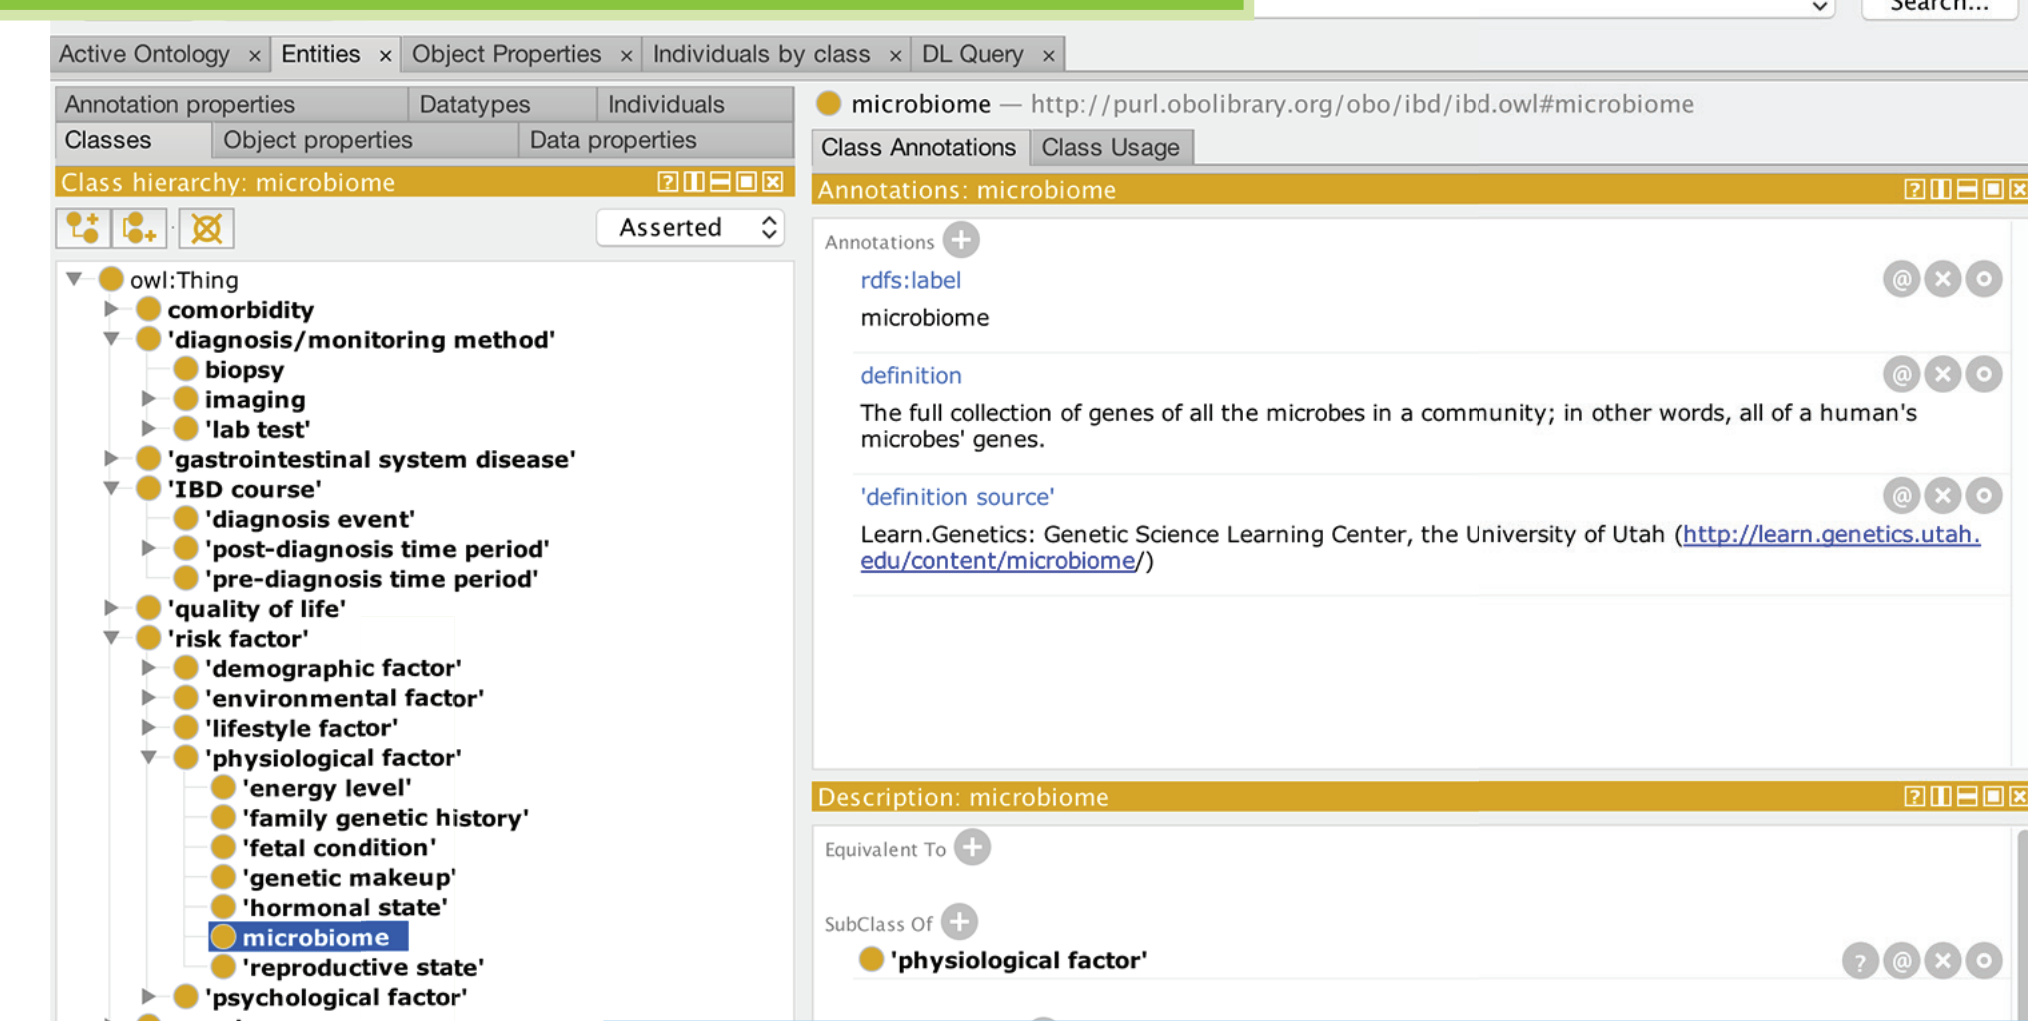 Search...
Active Ontology × Entities × Object Properties × Individuals by class × DL Query ×
Annotation properties Datatypes Individuals
Classes Object properties Data properties
Class hierarchy: microbiome
Asserted
owl:Thing
comorbidity
'diagnosis/monitoring method'
biopsy
imaging
'lab test'
'gastrointestinal system disease'
'IBD course'
'diagnosis event'
'post-diagnosis time period'
'pre-diagnosis time period'
'quality of life'
'risk factor'
'demographic factor'
'environmental factor'
'lifestyle factor'
'physiological factor'
'energy level'
'family genetic history'
'fetal condition'
'genetic makeup'
'hormonal state'
microbiome
'reproductive state'
'psychological factor'
microbiome — http://purl.obolibrary.org/obo/ibd/ibd.owl#microbiome
Class Annotations Class Usage
Annotations: microbiome
Annotations
rdfs:label
microbiome
definition
The full collection of genes of all the microbes in a community; in other words, all of a human's
microbes' genes.
'definition source'
Learn.Genetics: Genetic Science Learning Center, the University of Utah (http://learn.genetics.utah.
edu/content/microbiome/)
Description: microbiome
Equivalent To
SubClass Of
'physiological factor'